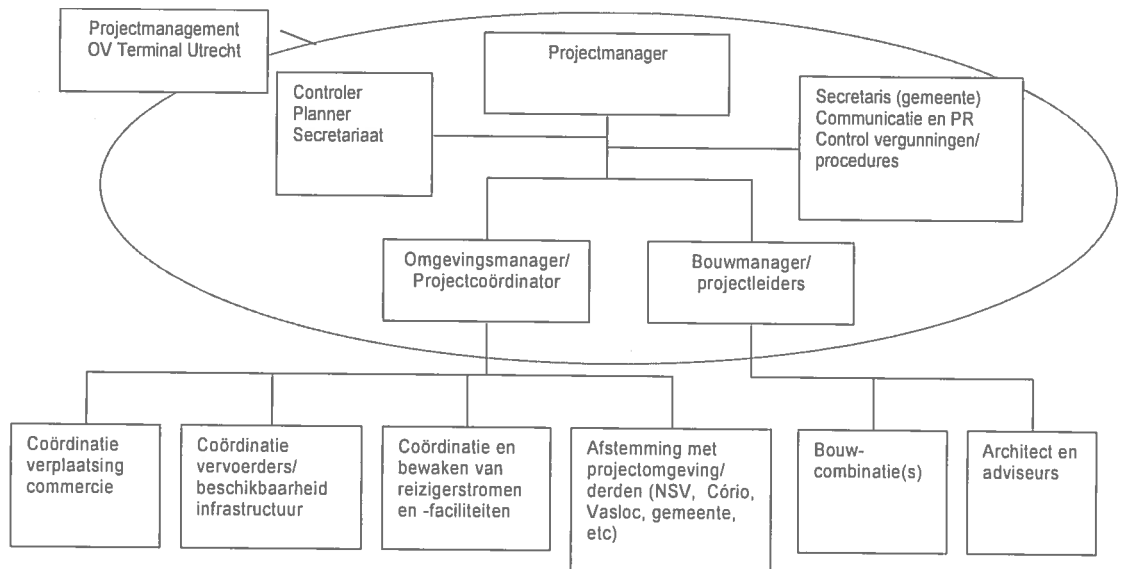 Projectmanagement
OV Terminal Utrecht
Projectmanager
Controler
Planner
Secretariaat
Secretaris (gemeente)
Communicatie en PR
Control vergunningen/
procedures
Omgevingsmanager/
Projectcoördinator
Bouwmanager/
projectleiders
Coördinatie
verplaatsing
commercie
Coördinatie
vervoerders/
beschikbaarheid
infrastructuur
Coördinatie en
bewaken van
reizigerstromen
en -faciliteiten
Afstemming met
projectomgeving/
derden (NSV, Cório,
Vasloc, gemeente,
etc)
Bouw-
combinatie(s)
Architect en
adviseurs